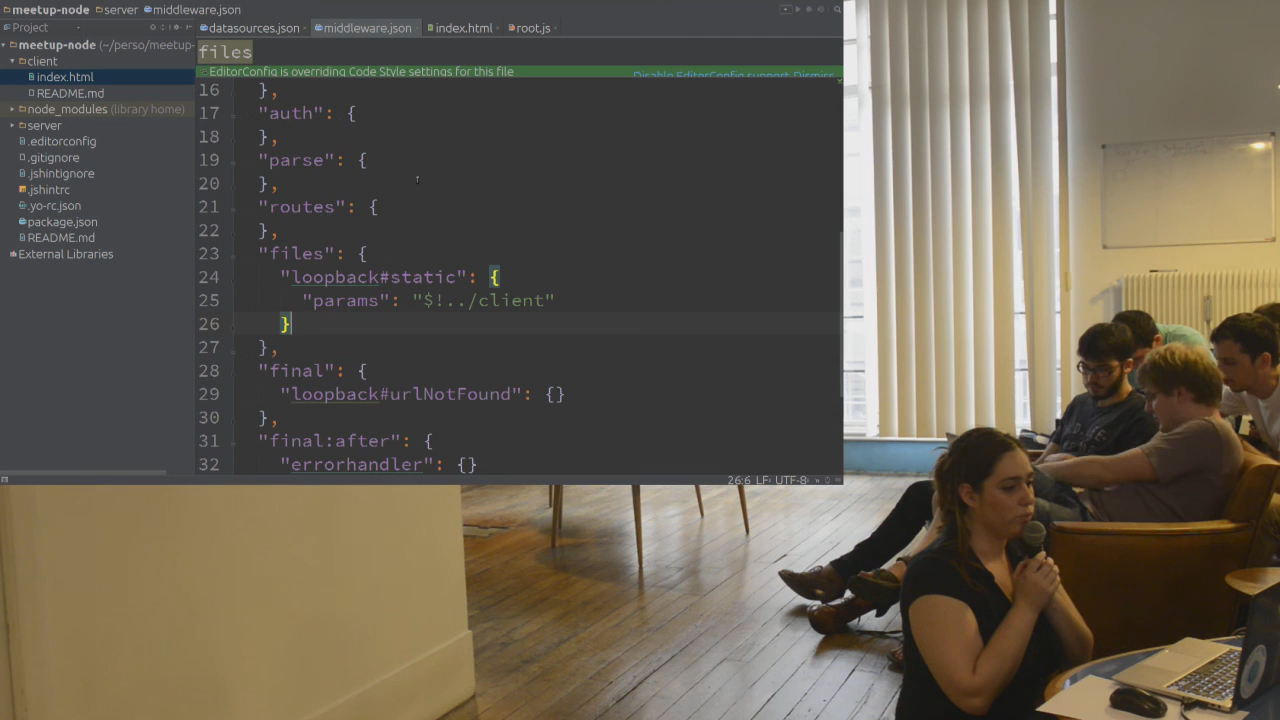 meetup-node server middleware.json
Project
datasources.json middleware.json index.html root.js
meetup-node (~/perso/meetup-
files
client
EditorConfig is overriding Code Style settings for this file Disable EditorConfig support Dismiss
index.html
README.md
node_modules (library home)
server
.editorconfig
.gitignore
.jshintignore
.jshintrc
.yo-rc.json
package.json
README.md
External Libraries
16 },
17 "auth": {
18 },
19 "parse": {
20 },
21 "routes": {
22 },
23 "files": {
24 "loopback#static": {
25 "params": "$!../client"
26 }
27 },
28 "final": {
29 "loopback#urlNotFound": {}
30 },
31 "final:after": {
32 "errorhandler": {}
26:6 LF: UTF-8